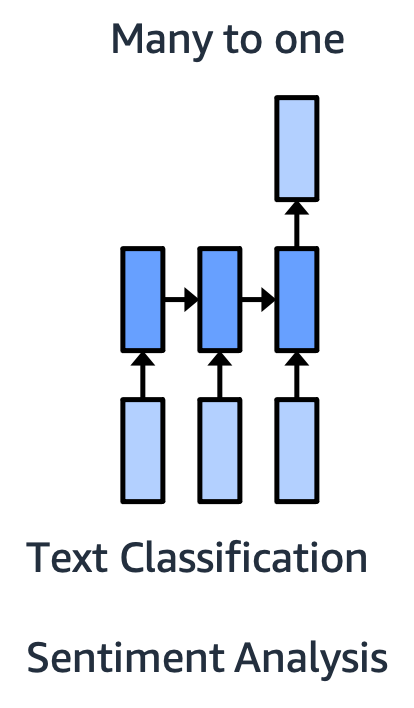 Many to one
Text Classification
Sentiment Analysis